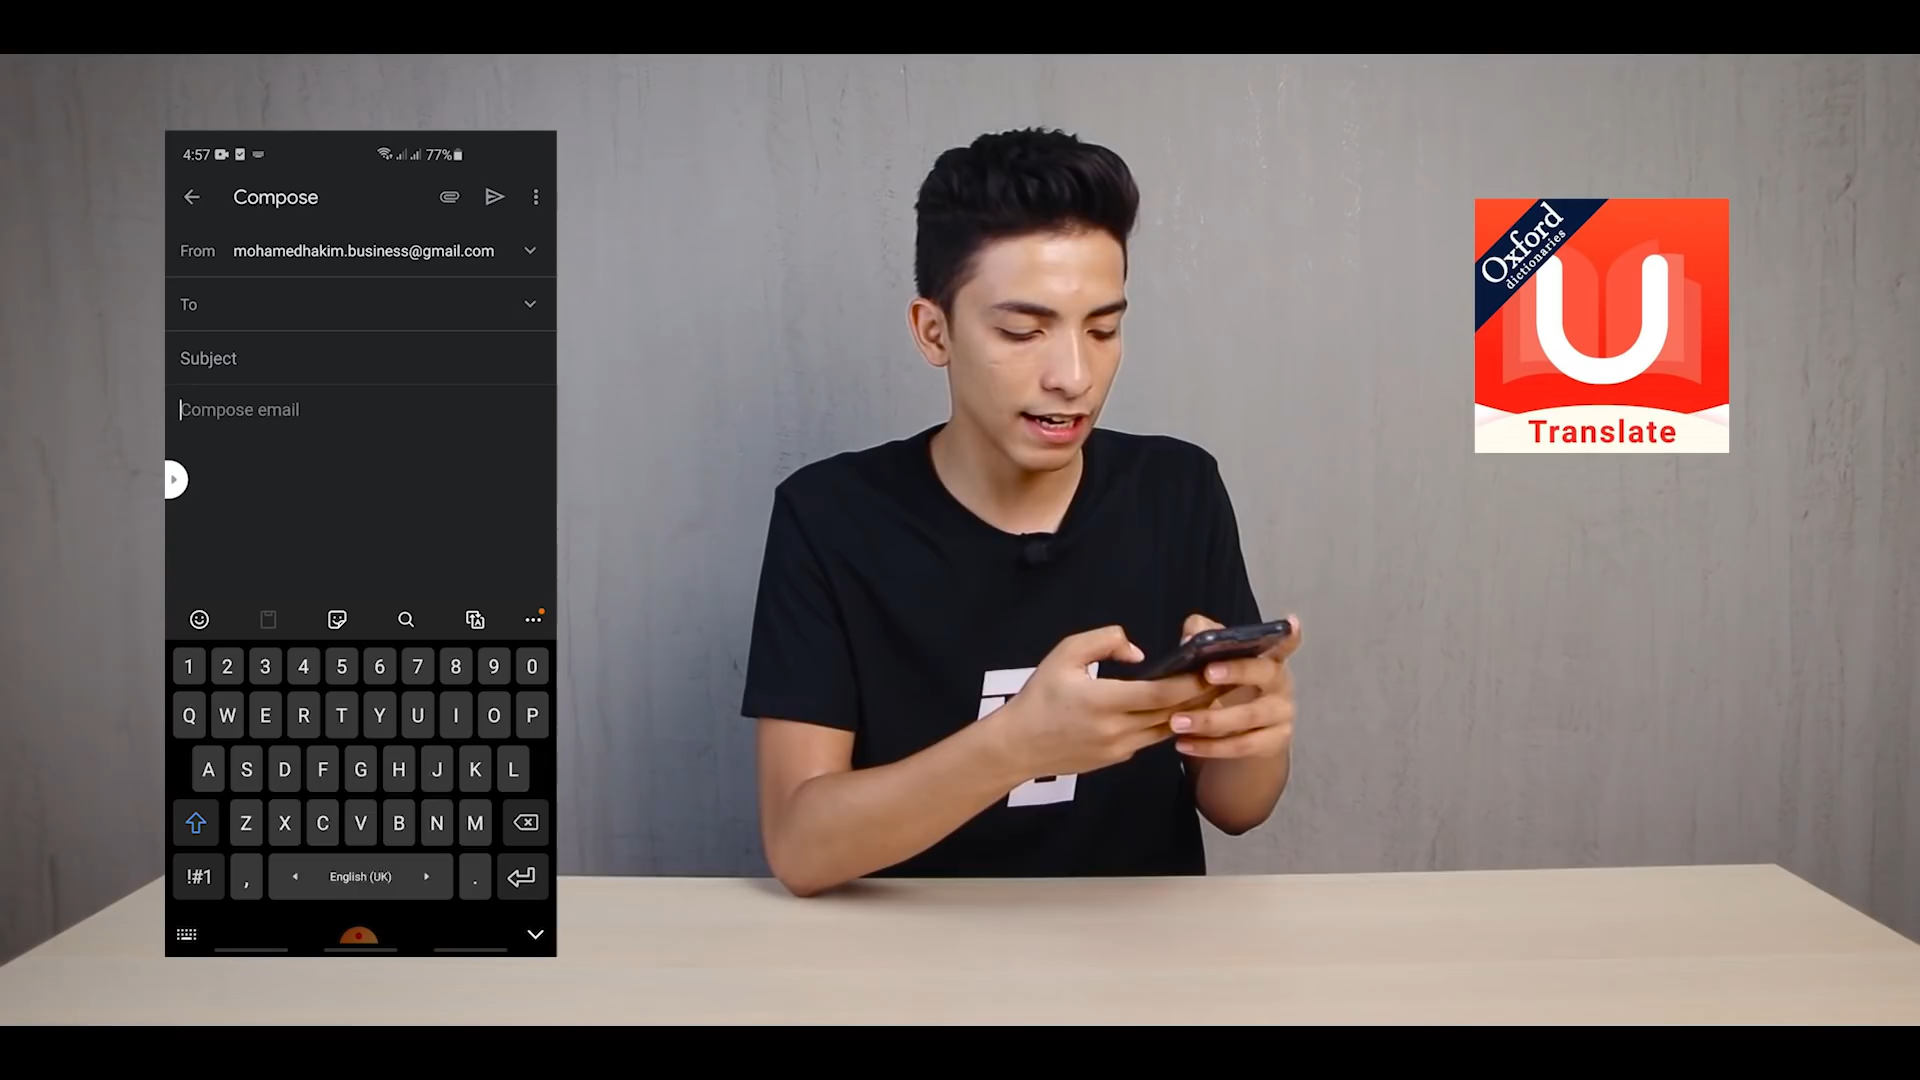 4:57
77%
Compose
From mohamedhakim.business@gmail.com
To
Subject
Compose email
1 2 3 4 5 6 7 8 9 0
Q W E R T Y U I O P
A S D F G H J K L
Z X C V B N M
!#1 , English (UK) .
Oxford
dictionaries
U
Translate